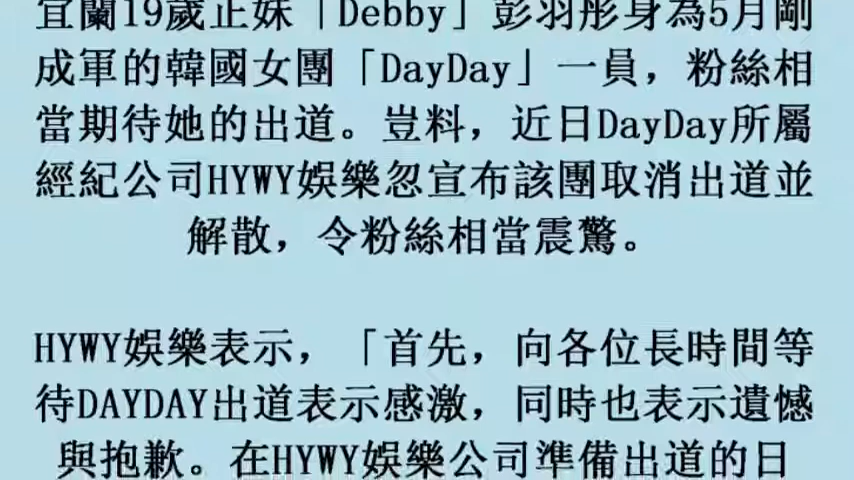 宜蘭19歲正妹「Debby」彭羽彤身為5月剛
成軍的韓國女團「DayDay」一員，粉絲相
當期待她的出道。豈料，近日DayDay所屬
經紀公司HYWY娛樂忽宣布該團取消出道並
解散，令粉絲相當震驚。
HYWY娛樂表示，「首先，向各位長時間等
待DAYDAY出道表示感激，同時也表示遺憾
與抱歉。在HYWY娛樂公司準備出道的日